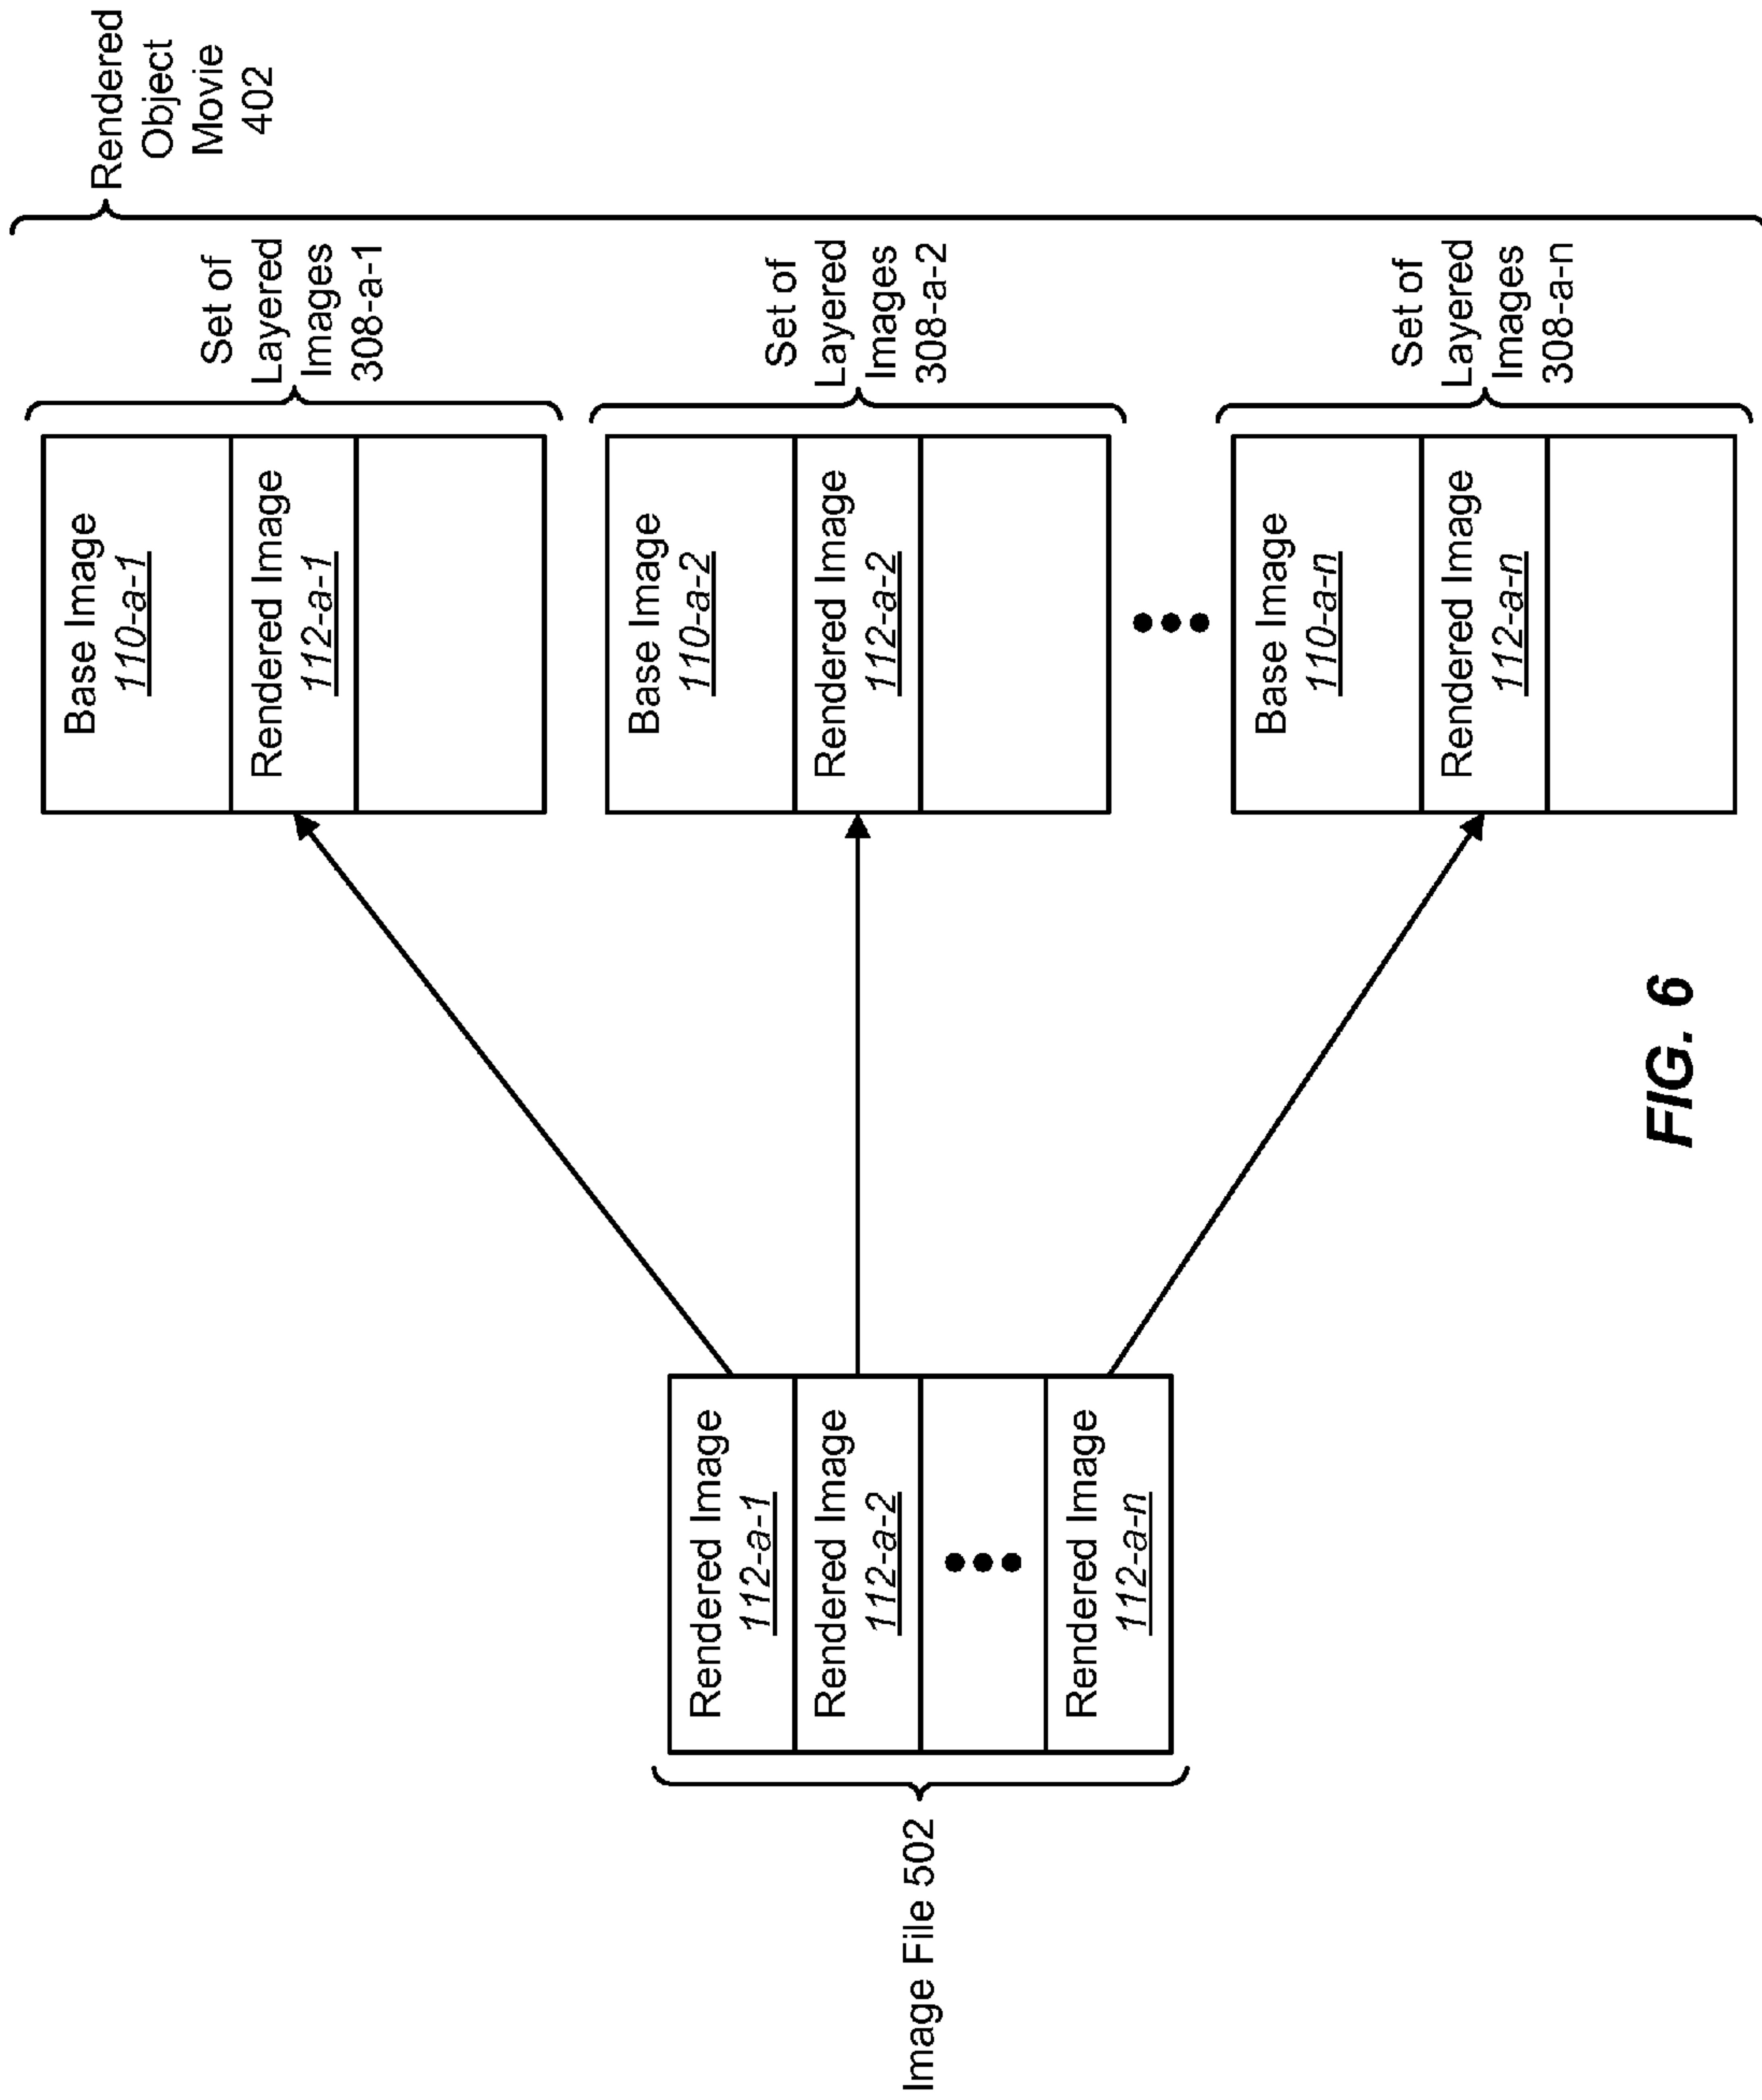 Image File 502
Rendered Image
112-a-1
Rendered Image
112-a-2
Rendered Image
112-a-n
Base Image
110-a-1
Rendered Image
112-a-1
Set of
Layered
Images
308-a-1
Base Image
110-a-2
Rendered Image
112-a-2
Set of
Layered
Images
308-a-2
Base Image
110-a-n
Rendered Image
112-a-n
Set of
Layered
Images
308-a-n
Rendered
Object
Movie
402
FIG. 6